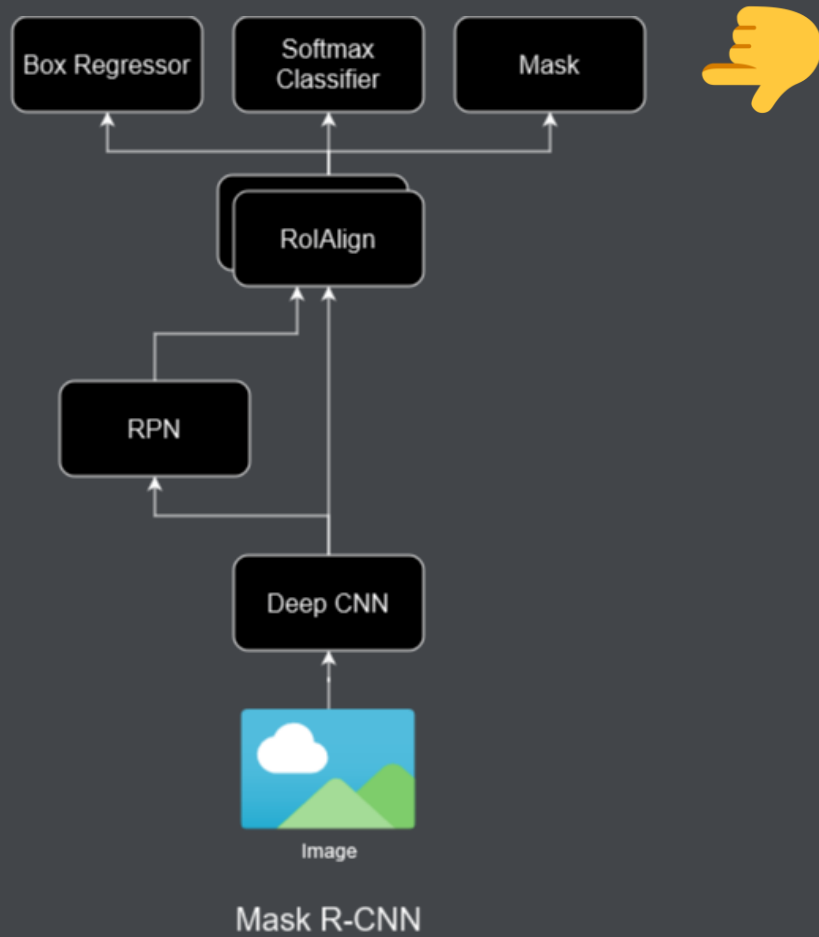 Box Regressor
Softmax
Classifier
Mask
RoIAlign
RPN
Deep CNN
Image
Mask R-CNN